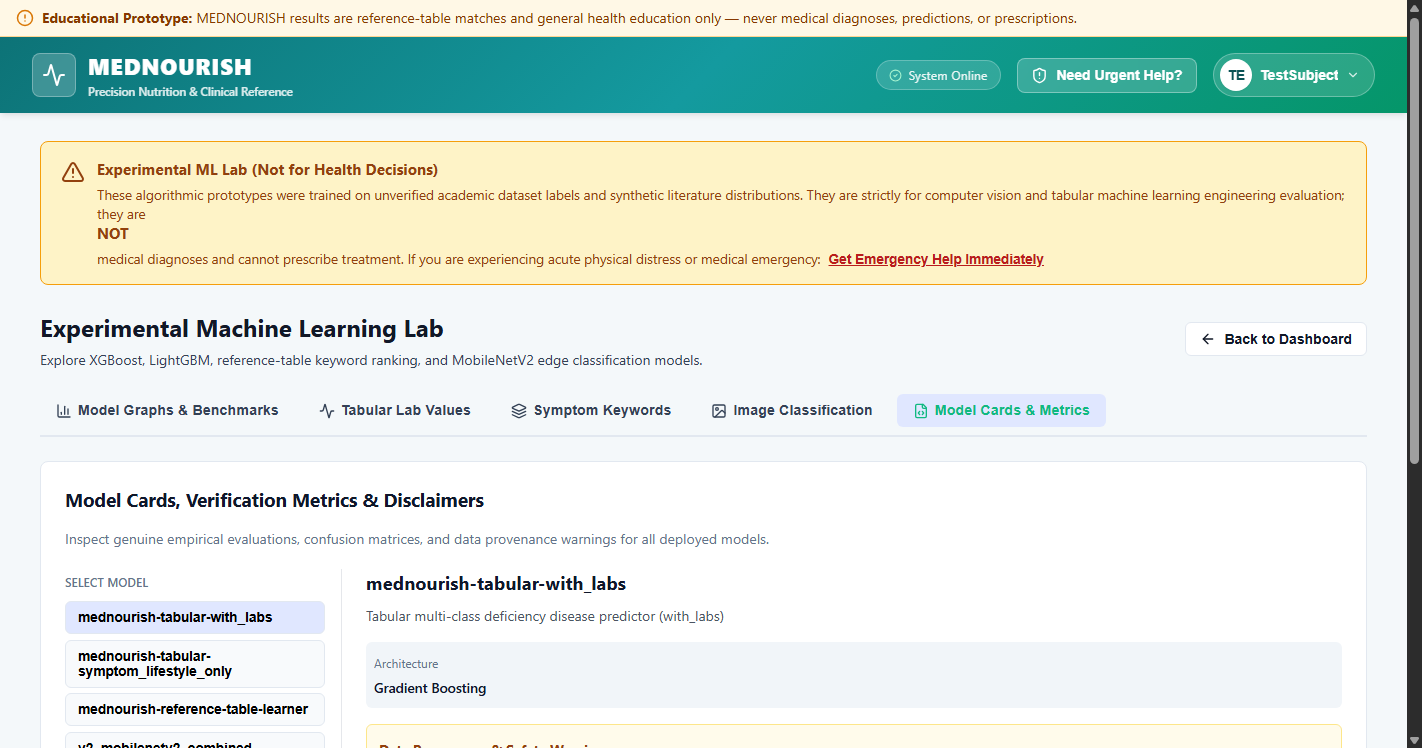 Educational Prototype: MEDNOURISH results are reference-table matches and general health education only — never medical diagnoses, predictions, or prescriptions.
MEDNOURISH
Precision Nutrition & Clinical Reference
System Online
Need Urgent Help?
TE
TestSubject
Experimental ML Lab (Not for Health Decisions)
These algorithmic prototypes were trained on unverified academic dataset labels and synthetic literature distributions. They are strictly for computer vision and tabular machine learning engineering evaluation;
they are
NOT
medical diagnoses and cannot prescribe treatment. If you are experiencing acute physical distress or medical emergency: Get Emergency Help Immediately
Experimental Machine Learning Lab
Explore XGBoost, LightGBM, reference-table keyword ranking, and MobileNetV2 edge classification models.
Back to Dashboard
Model Graphs & Benchmarks
Tabular Lab Values
Symptom Keywords
Image Classification
Model Cards & Metrics
Model Cards, Verification Metrics & Disclaimers
Inspect genuine empirical evaluations, confusion matrices, and data provenance warnings for all deployed models.
SELECT MODEL
mednourish-tabular-with_labs
mednourish-tabular-
symptom_lifestyle_only
mednourish-reference-table-learner
v2_mobilenetv2_combined
mednourish-tabular-with_labs
Tabular multi-class deficiency disease predictor (with_labs)
Architecture
Gradient Boosting